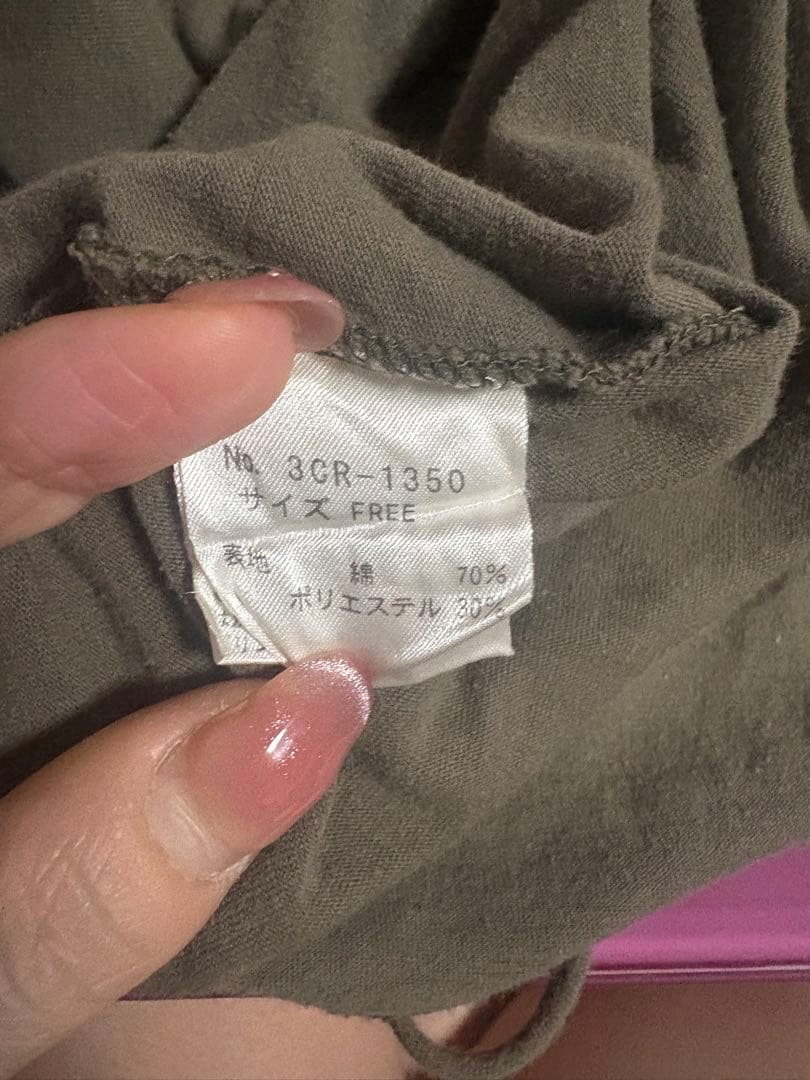 No. 3CR-1350
サイズ FREE
表地 綿 70%
ポリエステル 30%